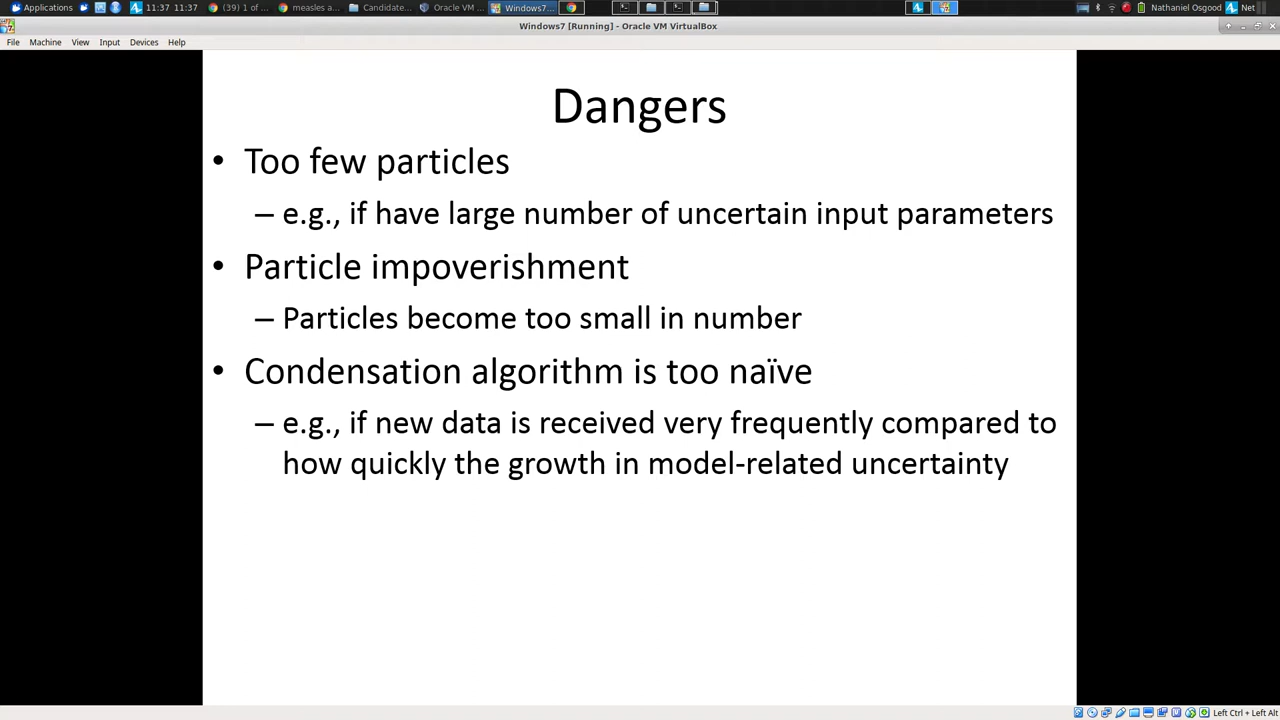 Applications 11:37 11:37 (39) 1 of ... measles a... Candidate... Oracle VM ... Windows7... Nathaniel Osgood Net
Windows7 [Running] - Oracle VM VirtualBox
File Machine View Input Devices Help
Dangers
• Too few particles
– e.g., if have large number of uncertain input parameters
• Particle impoverishment
– Particles become too small in number
• Condensation algorithm is too naïve
– e.g., if new data is received very frequently compared to
how quickly the growth in model-related uncertainty
Left Ctrl + Left Alt